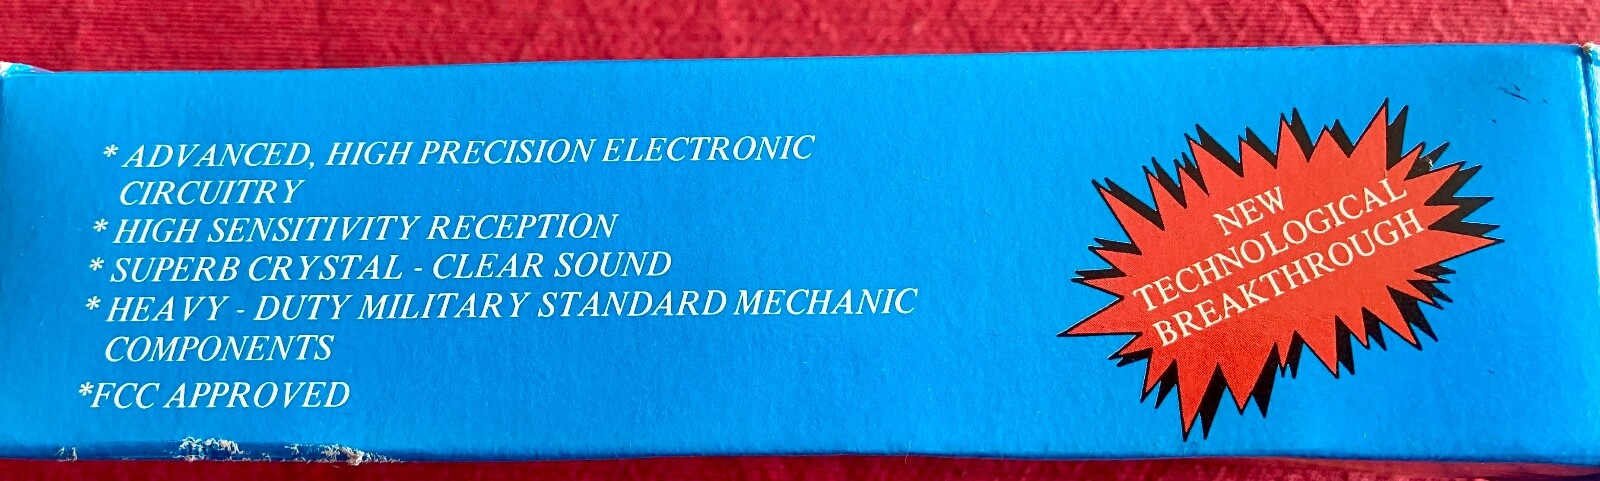 * ADVANCED, HIGH PRECISION ELECTRONIC
CIRCUITRY
* HIGH SENSITIVITY RECEPTION
* SUPERB CRYSTAL - CLEAR SOUND
* HEAVY - DUTY MILITARY STANDARD MECHANIC
COMPONENTS
*FCC APPROVED
NEW
TECHNOLOGICAL
BREAKTHROUGH